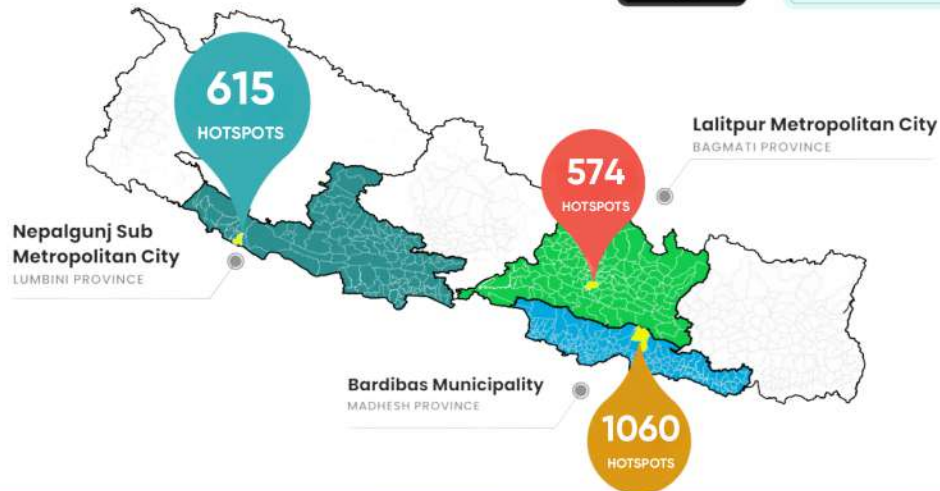 615
HOTSPOTS
Lalitpur Metropolitan City
BAGMATI PROVINCE
574
HOTSPOTS
Nepalgunj Sub
Metropolitan City
LUMBINI PROVINCE
Bardibas Municipality
MADHESH PROVINCE
1060
HOTSPOTS